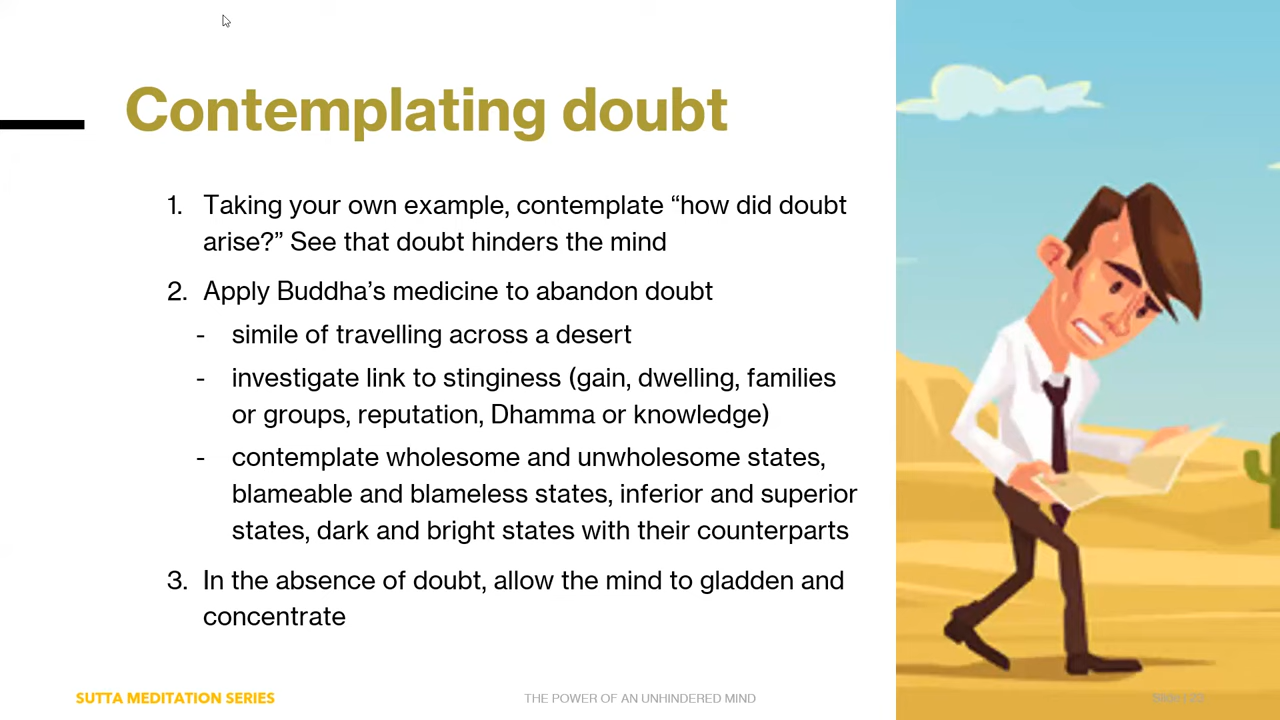 Contemplating doubt
1. Taking your own example, contemplate “how did doubt
arise?” See that doubt hinders the mind
2. Apply Buddha’s medicine to abandon doubt
- simile of travelling across a desert
- investigate link to stinginess (gain, dwelling, families
or groups, reputation, Dhamma or knowledge)
- contemplate wholesome and unwholesome states,
blameable and blameless states, inferior and superior
states, dark and bright states with their counterparts
3. In the absence of doubt, allow the mind to gladden and
concentrate
SUTTA MEDITATION SERIES
THE POWER OF AN UNHINDERED MIND
Slide | 22